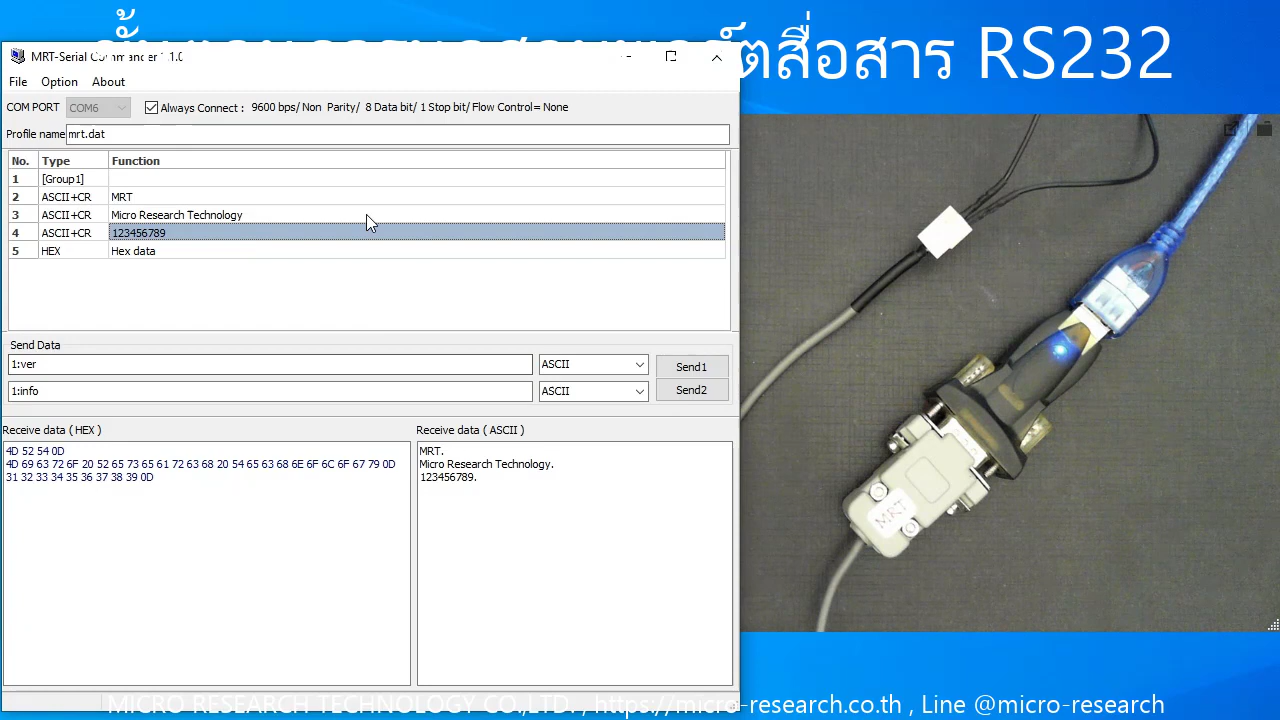 ตสื่อสาร RS232
MRT-Serial Commander 1.1.0
File Option About
COM PORT COM6 Always Connect : 9600 bps/ Non Parity/ 8 Data bit/ 1 Stop bit/ Flow Control= None
Profile name mrt.dat
No. Type Function
1 [Group1]
2 ASCII+CR MRT
3 ASCII+CR Micro Research Technology
4 ASCII+CR 123456789
5 HEX Hex data
Send Data
1:ver ASCII Send1
1:info ASCII Send2
Receive data ( HEX )
4D 52 54 0D
4D 69 63 72 6F 20 52 65 73 65 61 72 63 68 20 54 65 63 68 6E 6F 6C 6F 67 79 0D
31 32 33 34 35 36 37 38 39 0D
Receive data ( ASCII )
MRT.
Micro Research Technology.
123456789.
MRT
MICRO RESEARCH TECHNOLOGY CO.,LTD. , https://micro-research.co.th , Line @micro-research